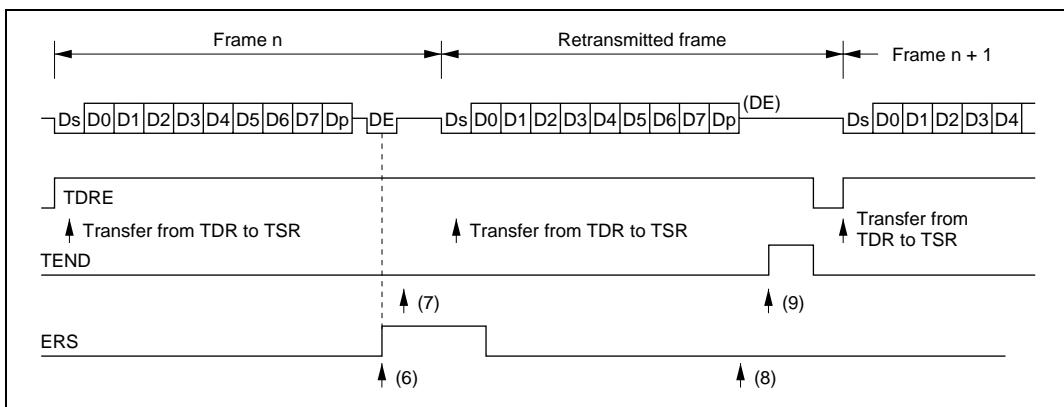 Frame n
Retransmitted frame
Frame n + 1
(DE)
Ds D0 D1 D2 D3 D4 D5 D6 D7 Dp DE Ds D0 D1 D2 D3 D4 D5 D6 D7 Dp Ds D0 D1 D2 D3 D4
TDRE
Transfer from TDR to TSR
Transfer from TDR to TSR
Transfer from
TDR to TSR
TEND
(7)
(9)
ERS
(6)
(8)